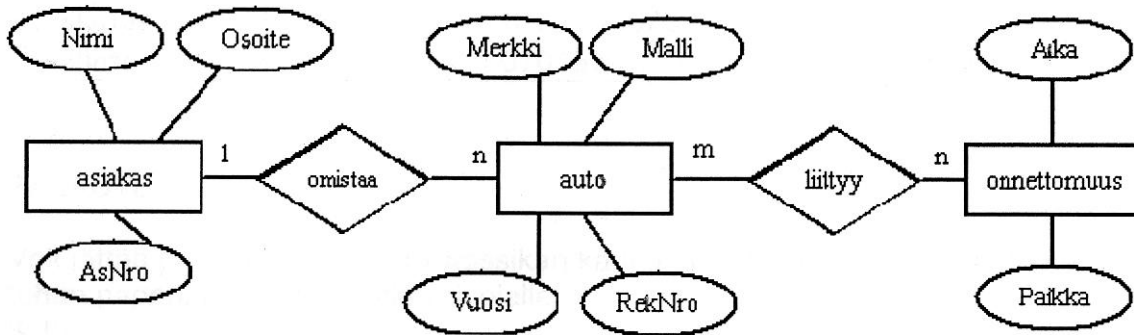 Nimi
Osoite
Merkki
Malli
Aika
asiakas
1
omistaa
n
auto
m
liittyy
n
onnettomuus
AsNro
Vuosi
RekNro
Paikka